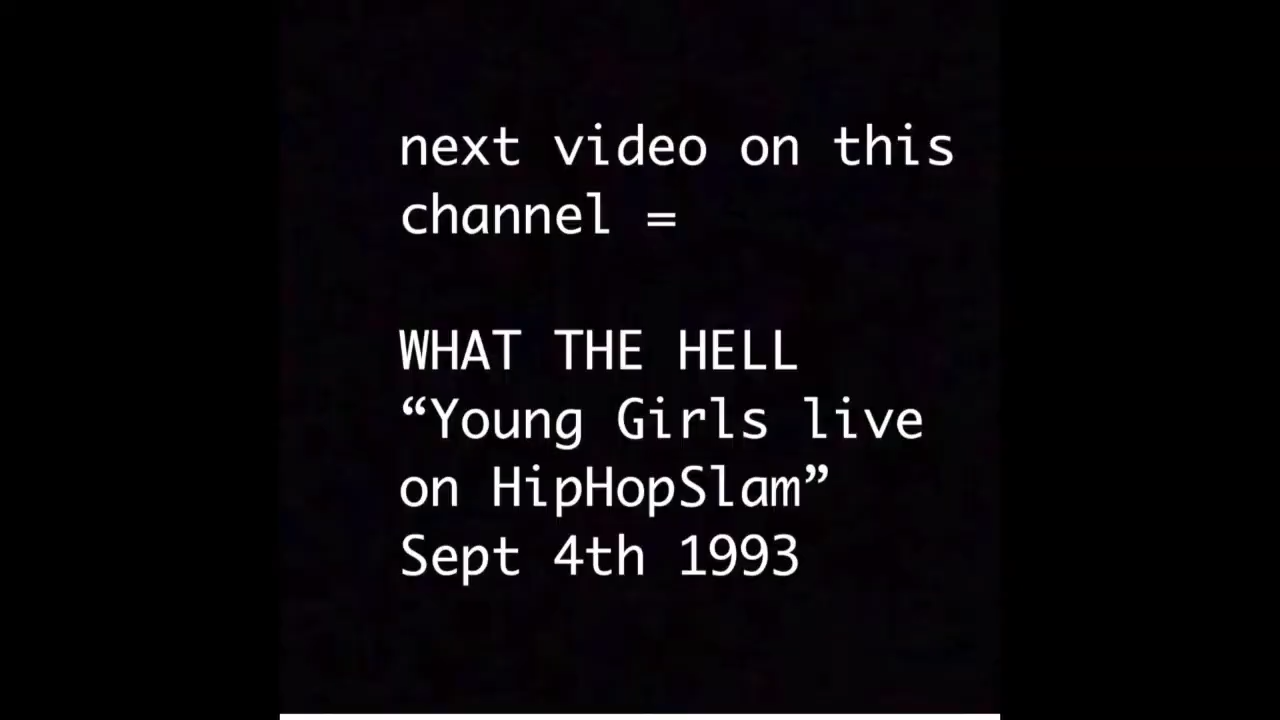 next video on this
channel =
WHAT THE HELL
“Young Girls live
on HipHopSlam”
Sept 4th 1993